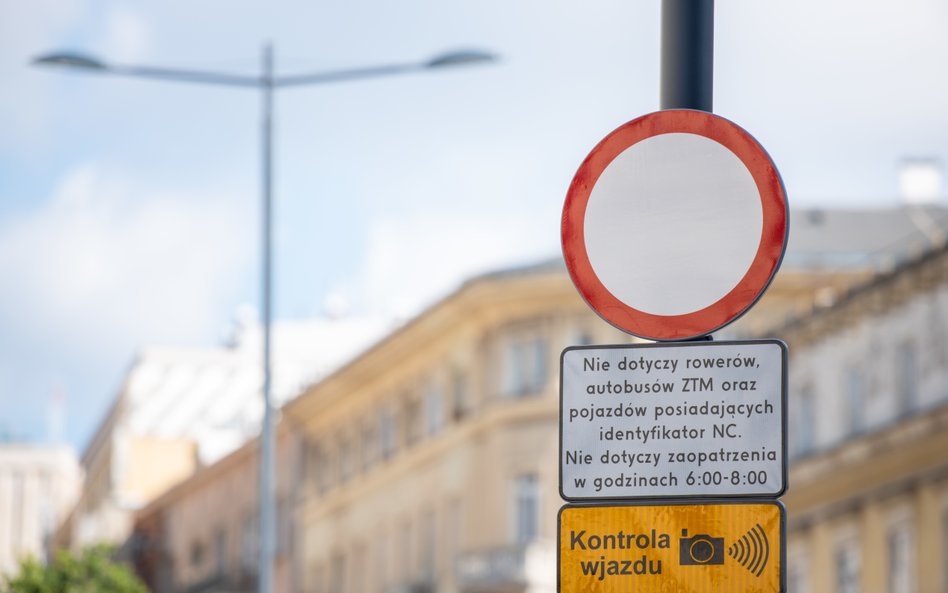 Nie dotyczy rowerów,
autobusów ZTM oraz
pojazdów posiadających
identyfikator NC.
Nie dotyczy zaopatrzenia
w godzinach 6:00-8:00
Kontrola
wjazdu